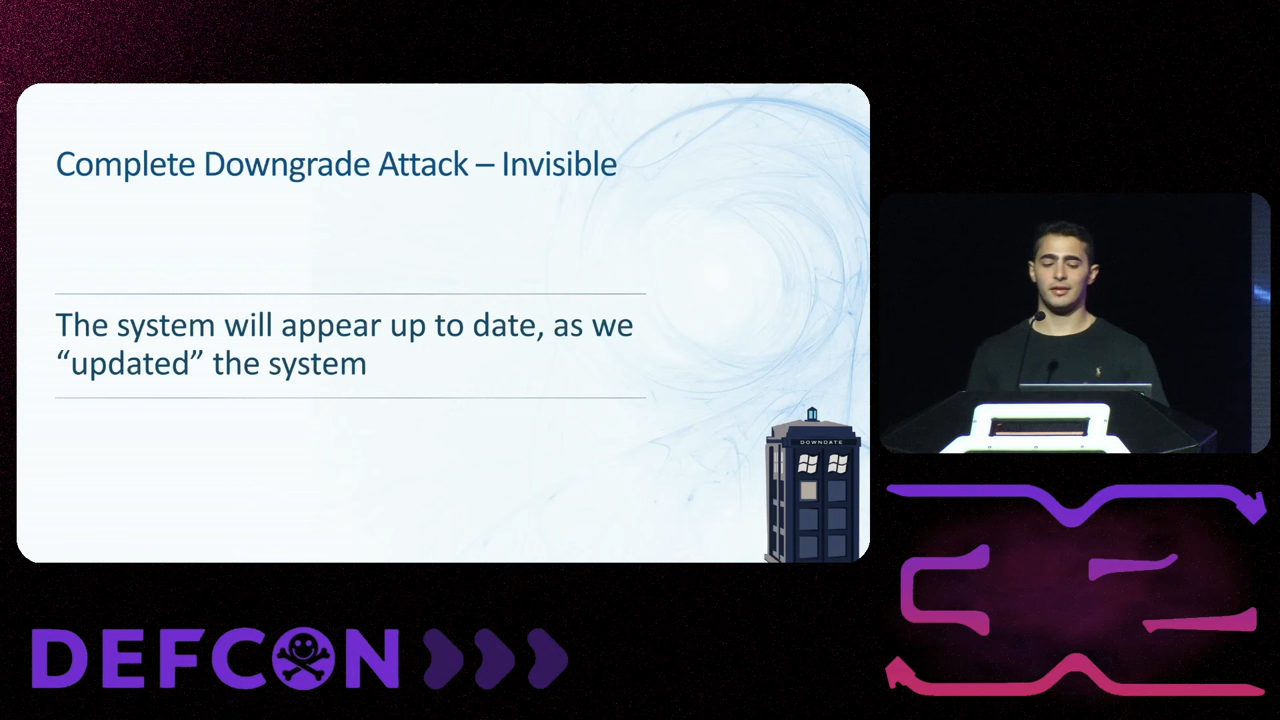 Complete Downgrade Attack – Invisible
The system will appear up to date, as we
“updated” the system
DOWNDATE
DEFCON